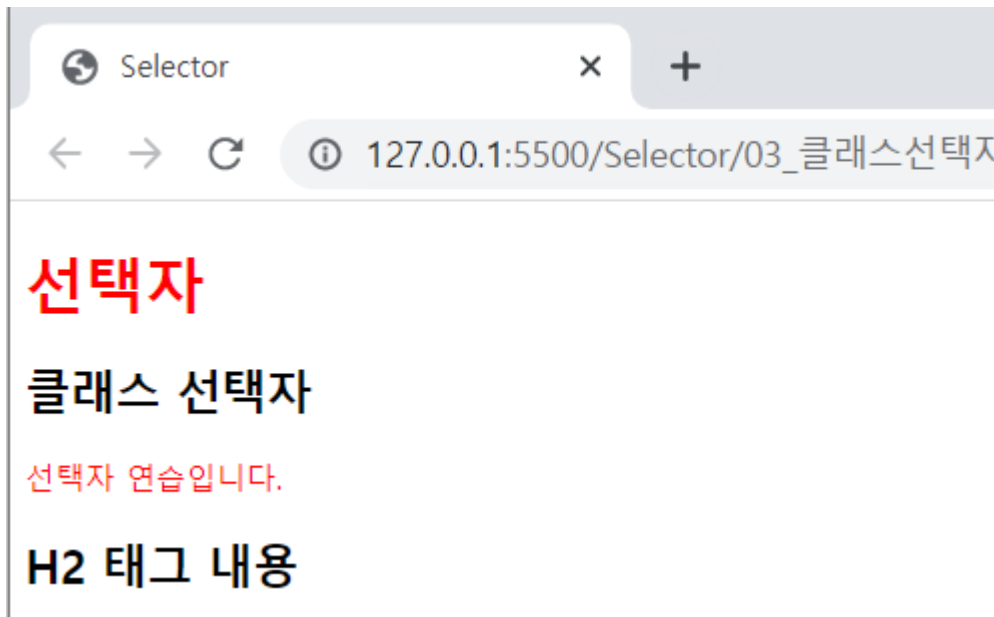 Selector
127.0.0.1:5500/Selector/03_클래스선택자
선택자
클래스 선택자
선택자 연습입니다.
H2 태그 내용